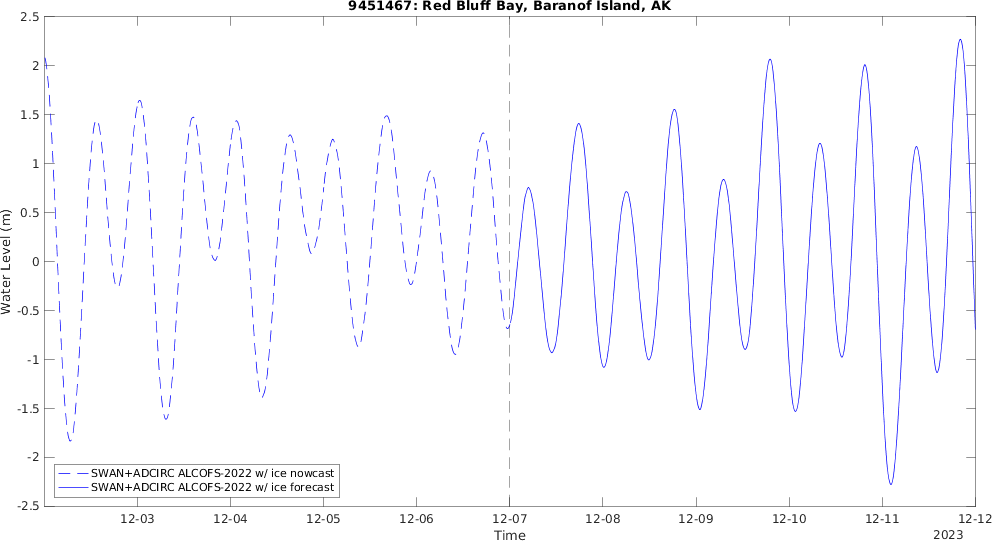 9451467: Red Bluff Bay, Baranof Island, AK
2.5
2
1.5
1
0.5
0
-0.5
-1
-1.5
-2
-2.5
Water Level (m)
SWAN+ADCIRC ALCOFS-2022 w/ ice nowcast
SWAN+ADCIRC ALCOFS-2022 w/ ice forecast
12-03 12-04 12-05 12-06 12-07 12-08 12-09 12-10 12-11 12-12
Time
2023